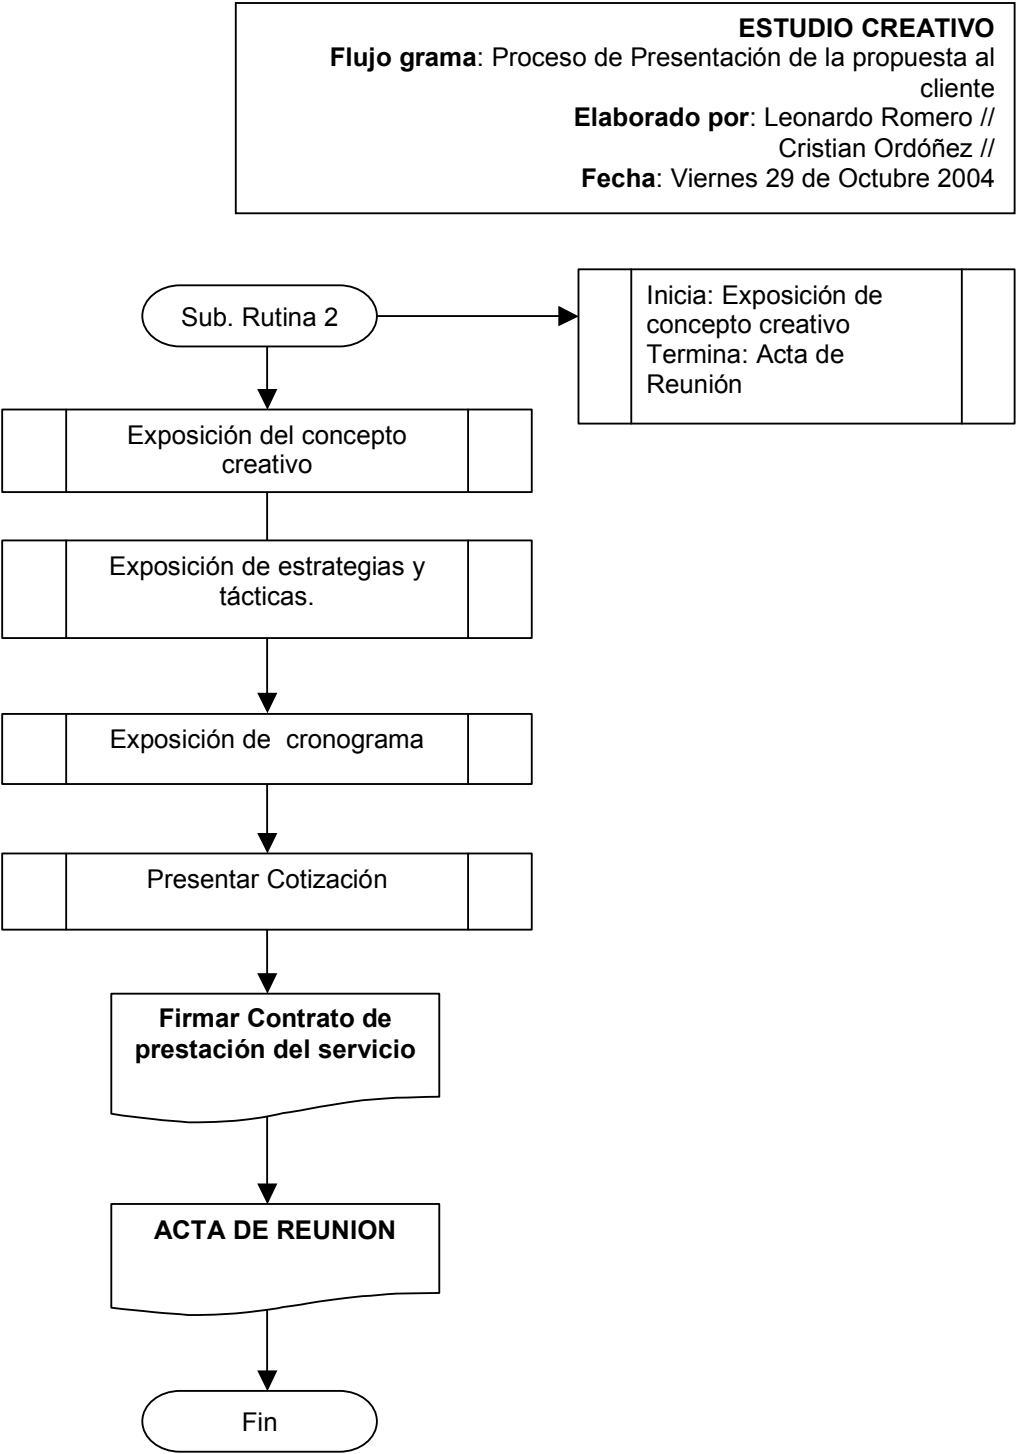 ESTUDIO CREATIVO
Flujo grama: Proceso de Presentación de la propuesta al
cliente
Elaborado por: Leonardo Romero //
Cristian Ordóñez //
Fecha: Viernes 29 de Octubre 2004
Sub. Rutina 2
Inicia: Exposición de
concepto creativo
Termina: Acta de
Reunión
Exposición del concepto
creativo
Exposición de estrategias y
tácticas.
Exposición de cronograma
Presentar Cotización
Firmar Contrato de
prestación del servicio
ACTA DE REUNION
Fin